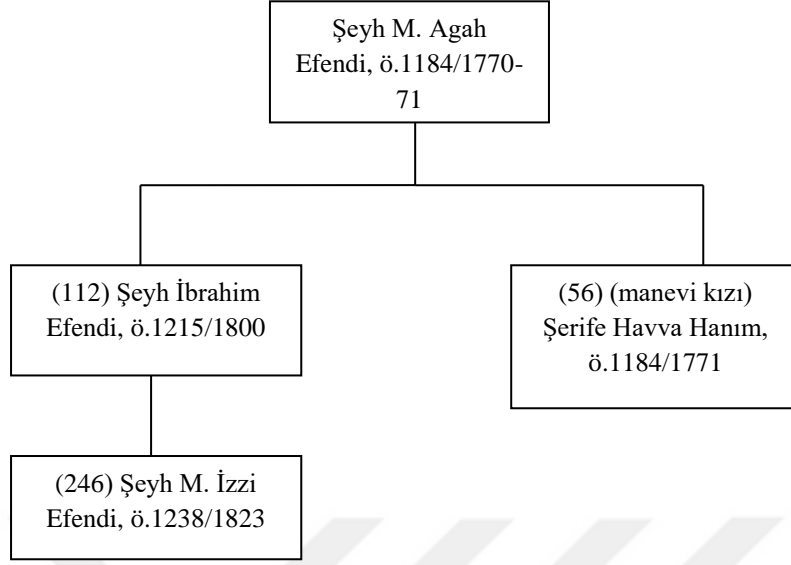 Şeyh M. Agah
Efendi, ö.1184/1770-
71
(112) Şeyh İbrahim
Efendi, ö.1215/1800
(56) (manevi kızı)
Şerife Havva Hanım,
ö.1184/1771
(246) Şeyh M. İzzi
Efendi, ö.1238/1823